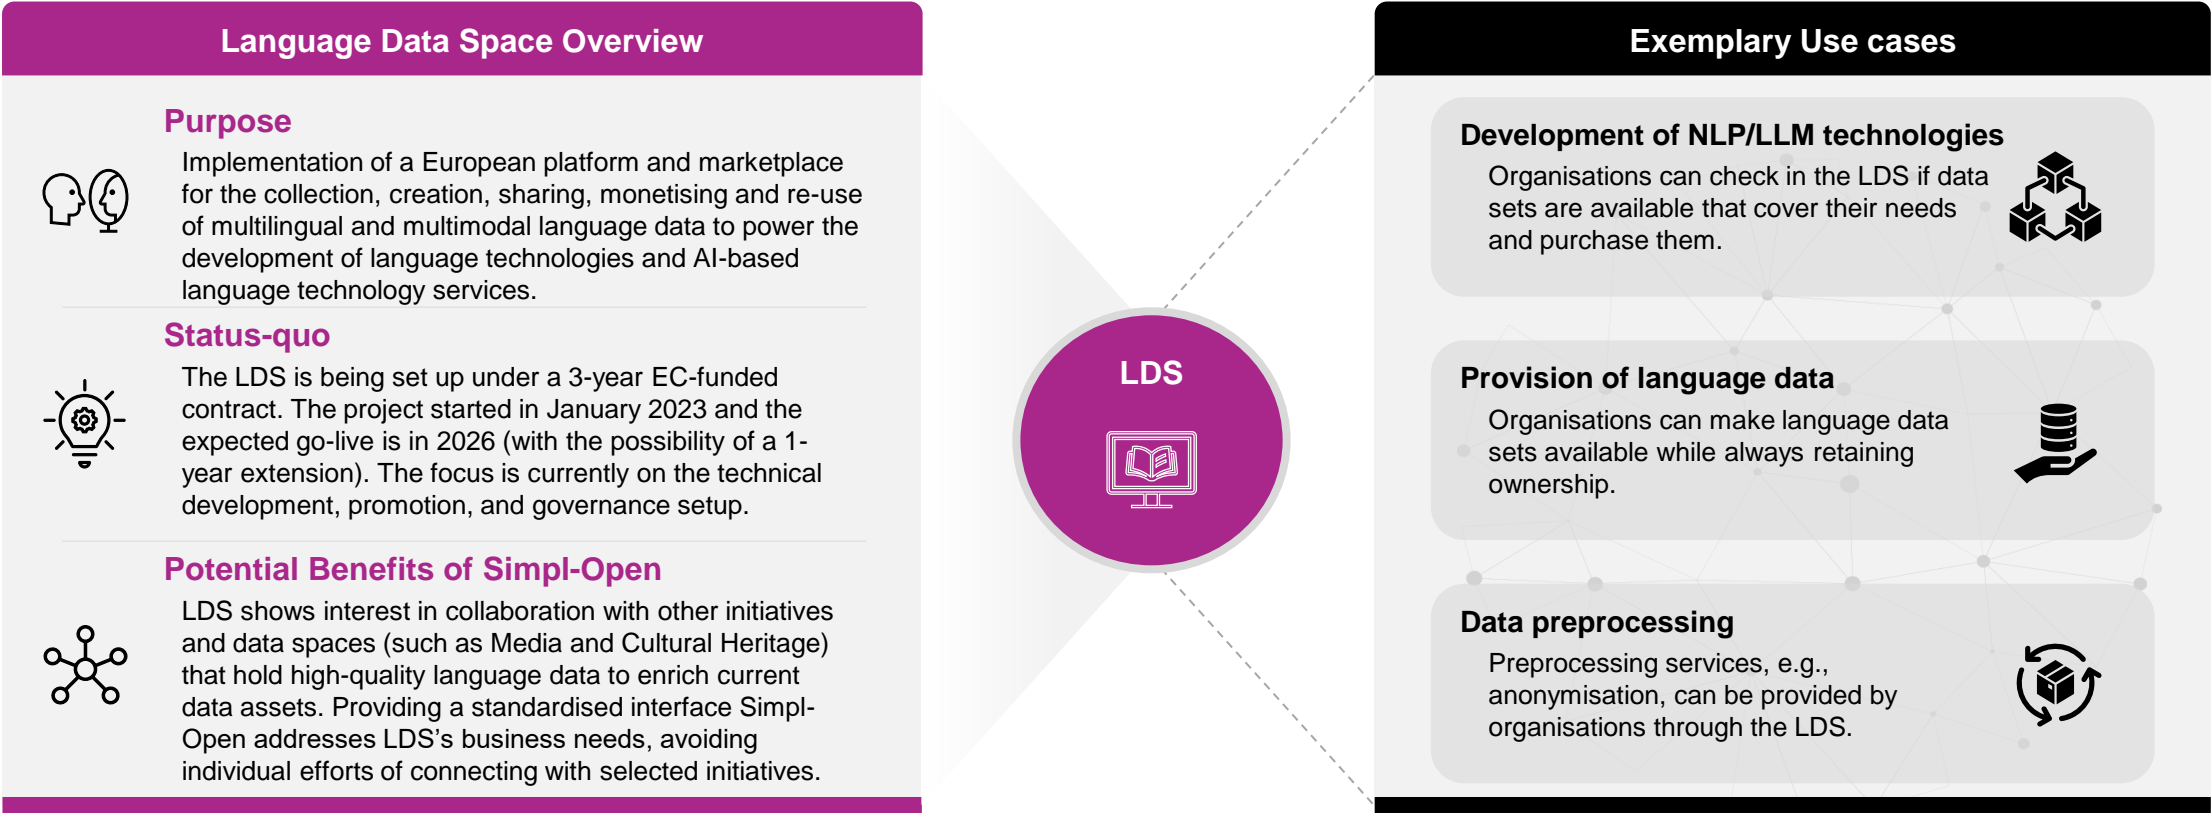 Language Data Space Overview
Purpose
Implementation of a European platform and marketplace
for the collection, creation, sharing, monetising and re-use
of multilingual and multimodal language data to power the
development of language technologies and AI-based
language technology services.
Status-quo
The LDS is being set up under a 3-year EC-funded
contract. The project started in January 2023 and the
expected go-live is in 2026 (with the possibility of a 1-
year extension). The focus is currently on the technical
development, promotion, and governance setup.
Potential Benefits of Simpl-Open
LDS shows interest in collaboration with other initiatives
and data spaces (such as Media and Cultural Heritage)
that hold high-quality language data to enrich current
data assets. Providing a standardised interface Simpl-
Open addresses LDS’s business needs, avoiding
individual efforts of connecting with selected initiatives.
LDS
Exemplary Use cases
Development of NLP/LLM technologies
Organisations can check in the LDS if data
sets are available that cover their needs
and purchase them.
Provision of language data
Organisations can make language data
sets available while always retaining
ownership.
Data preprocessing
Preprocessing services, e.g.,
anonymisation, can be provided by
organisations through the LDS.